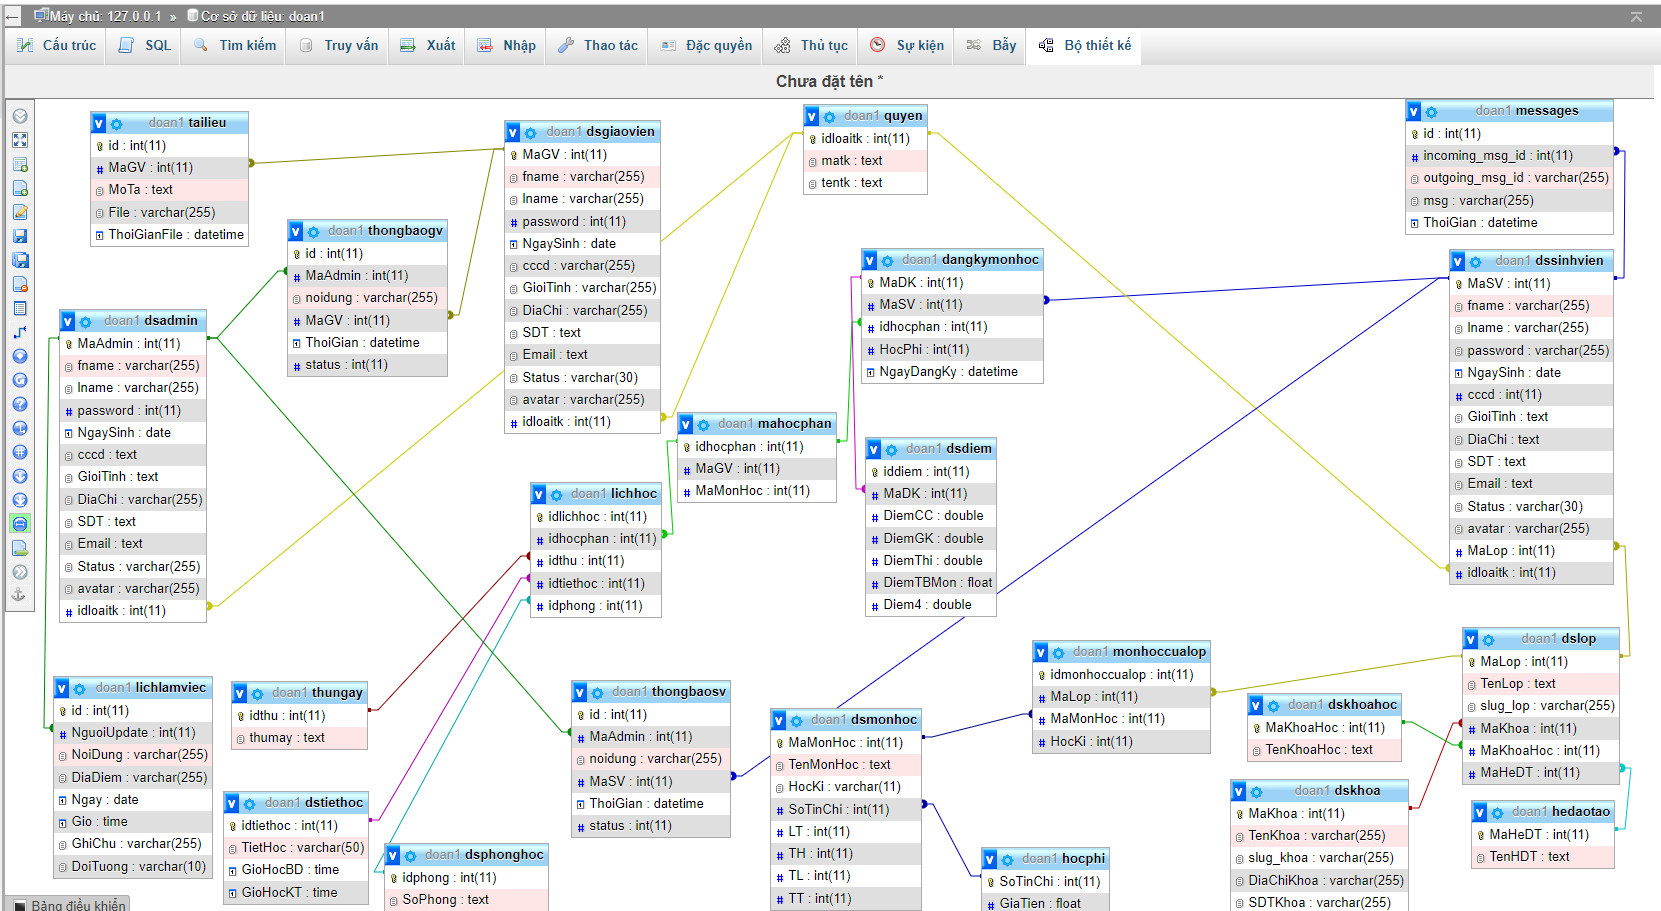 Máy chủ: 127.0.0.1 » Cơ sở dữ liệu: doan1
Cấu trúc SQL Tìm kiếm Truy vấn Xuất Nhập Thao tác Đặc quyền Thủ tục Sự kiện Bẫy Bộ thiết kế
Chưa đặt tên *
doan1 tailieu
id : int(11)
MaGV : int(11)
MoTa : text
File : varchar(255)
ThoiGianFile : datetime
doan1 thongbaogv
id : int(11)
MaAdmin : int(11)
noidung : varchar(255)
MaGV : int(11)
ThoiGian : datetime
status : int(11)
doan1 dsgiaovien
MaGV : int(11)
fname : varchar(255)
lname : varchar(255)
password : int(11)
NgaySinh : date
cccd : varchar(255)
GioiTinh : varchar(255)
DiaChi : varchar(255)
SDT : text
Email : text
Status : varchar(30)
avatar : varchar(255)
idloaitk : int(11)
doan1 quyen
idloaitk : int(11)
matk : text
tentk : text
doan1 messages
id : int(11)
incoming_msg_id : int(11)
outgoing_msg_id : varchar(255)
msg : varchar(255)
ThoiGian : datetime
doan1 dangkymonhoc
MaDK : int(11)
MaSV : int(11)
idhocphan : int(11)
HocPhi : int(11)
NgayDangKy : datetime
doan1 dssinhvien
MaSV : int(11)
fname : varchar(255)
lname : varchar(255)
password : varchar(255)
NgaySinh : date
cccd : int(11)
GioiTinh : text
DiaChi : text
SDT : text
Email : text
Status : varchar(30)
avatar : varchar(255)
MaLop : int(11)
idloaitk : int(11)
doan1 dsadmin
MaAdmin : int(11)
fname : varchar(255)
lname : varchar(255)
password : int(11)
NgaySinh : date
cccd : text
GioiTinh : text
DiaChi : varchar(255)
SDT : text
Email : text
Status : varchar(255)
avatar : varchar(255)
idloaitk : int(11)
doan1 mahocphan
idhocphan : int(11)
MaGV : int(11)
MaMonHoc : int(11)
doan1 dsdiem
iddiem : int(11)
MaDK : int(11)
DiemCC : double
DiemGK : double
DiemThi : double
DiemTBMon : float
Diem4 : double
doan1 lichhoc
idlichhoc : int(11)
idhocphan : int(11)
idthu : int(11)
idtiethoc : int(11)
idphong : int(11)
doan1 lichlamviec
id : int(11)
NguoiUpdate : int(11)
NoiDung : varchar(255)
DiaDiem : varchar(255)
Ngay : date
Gio : time
GhiChu : varchar(255)
DoiTuong : varchar(10)
doan1 thungay
idthu : int(11)
thumay : text
doan1 thongbaosv
id : int(11)
MaAdmin : int(11)
noidung : varchar(255)
MaSV : int(11)
ThoiGian : datetime
status : int(11)
doan1 dsmonhoc
MaMonHoc : int(11)
TenMonHoc : text
HocKi : varchar(11)
SoTinChi : int(11)
LT : int(11)
TH : int(11)
TL : int(11)
TT : int(11)
doan1 monhoccualop
idmonhoccualop : int(11)
MaLop : int(11)
MaMonHoc : int(11)
HocKi : int(11)
doan1 dslop
MaLop : int(11)
TenLop : text
slug_lop : varchar(255)
MaKhoa : int(11)
MaKhoaHoc : int(11)
MaHeDT : int(11)
doan1 dskhoahoc
MaKhoaHoc : int(11)
TenKhoaHoc : text
doan1 dstiethoc
idtiethoc : int(11)
TietHoc : varchar(50)
GioHocBD : time
GioHocKT : time
doan1 dsphonghoc
idphong : int(11)
SoPhong : text
doan1 hocphi
SoTinChi : int(11)
GiaTien : float
doan1 dskhoa
MaKhoa : int(11)
TenKhoa : varchar(255)
slug_khoa : varchar(255)
DiaChiKhoa : varchar(255)
SDTKhoa : varchar(255)
doan1 hedaotao
MaHeDT : int(11)
TenHDT : text
Bảng điều khiển